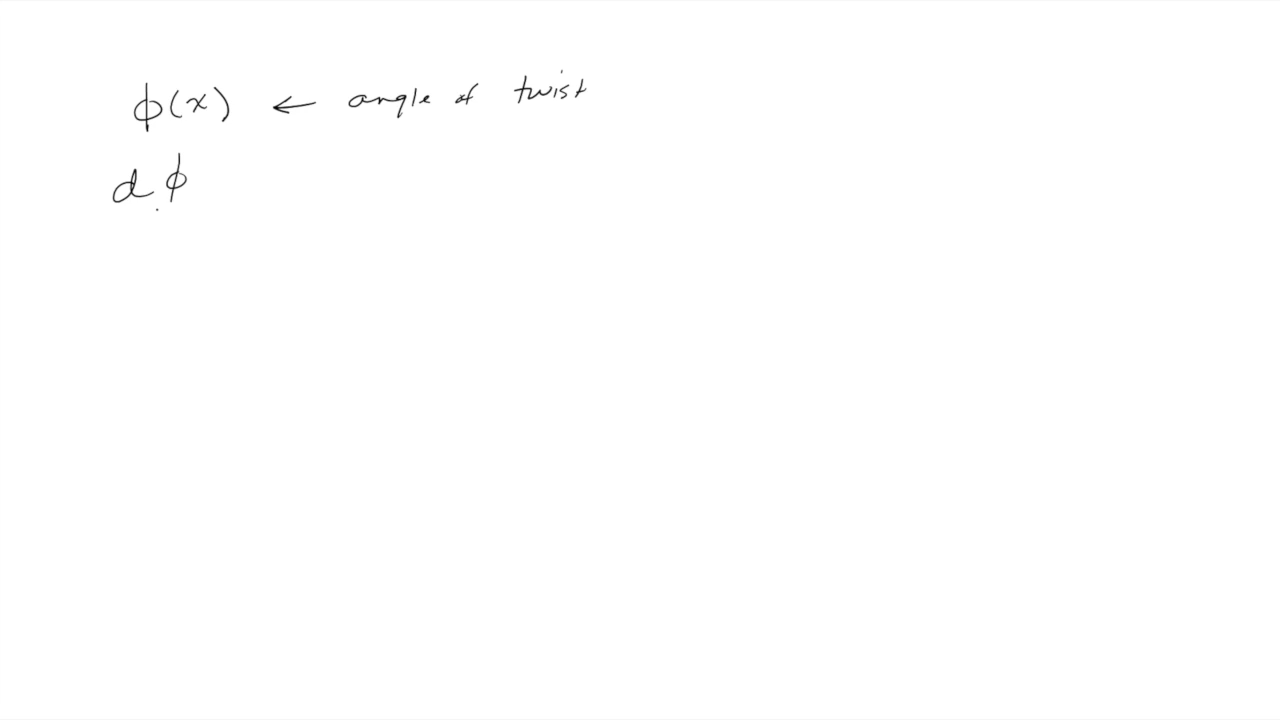 ϕ(x) ← angle of twist
dϕ